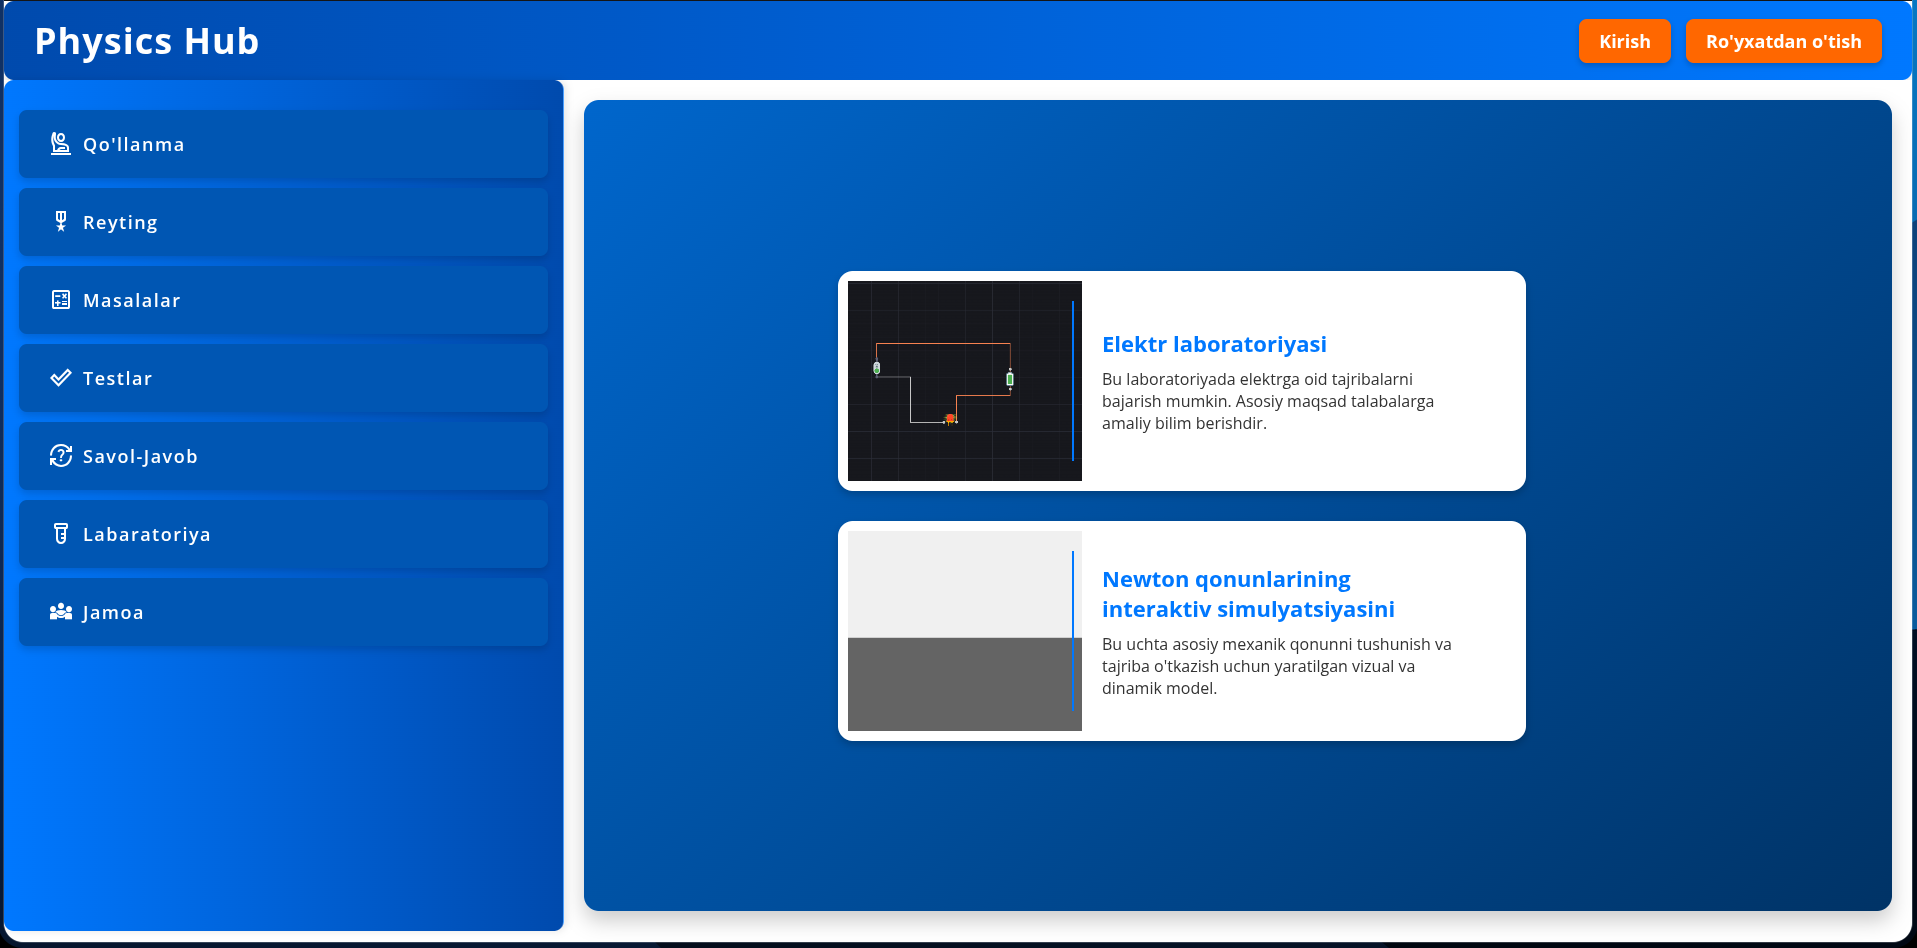 Physics Hub
Kirish
Ro'yxatdan o'tish
Qo'llanma
Reyting
Masalalar
Testlar
Savol-Javob
Labaratoriya
Jamoa
Elektr laboratoriyasi
Bu laboratoriyada elektrga oid tajribalarni
bajarish mumkin. Asosiy maqsad talabalarga
amaliy bilim berishdir.
Newton qonunlarining
interaktiv simulyatsiyasini
Bu uchta asosiy mexanik qonunni tushunish va
tajriba o'tkazish uchun yaratilgan vizual va
dinamik model.